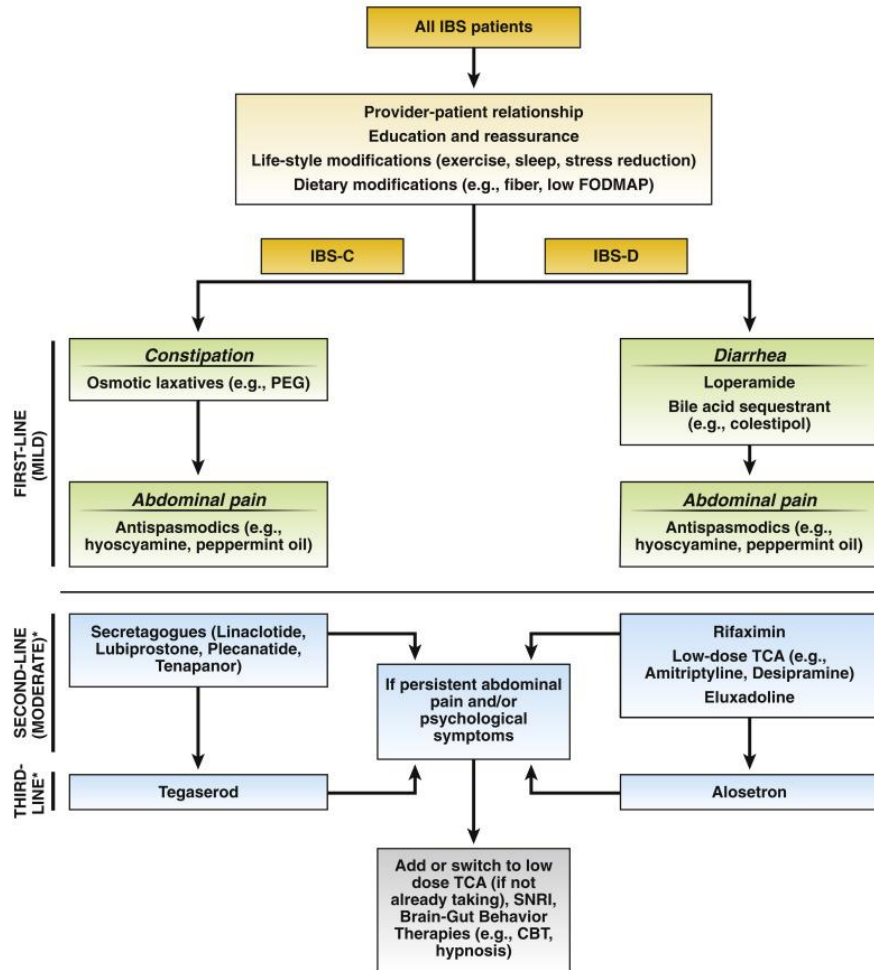 All IBS patients
Provider-patient relationship
Education and reassurance
Life-style modifications (exercise, sleep, stress reduction)
Dietary modifications (e.g., fiber, low FODMAP)
IBS-C
IBS-D
FIRST-LINE
(MILD)
Constipation
Osmotic laxatives (e.g., PEG)
Diarrhea
Loperamide
Bile acid sequestrant
(e.g., colestipol)
Abdominal pain
Antispasmodics (e.g.,
hyoscyamine, peppermint oil)
Abdominal pain
Antispasmodics (e.g.,
hyoscyamine, peppermint oil)
SECOND-LINE
(MODERATE)*
Secretagogues (Linaclotide,
Lubiprostone, Plecanatide,
Tenapanor)
If persistent abdominal
pain and/or
psychological
symptoms
Rifaximin
Low-dose TCA (e.g.,
Amitriptyline, Desipramine)
Eluxadoline
THIRD-
LINE*
Tegaserod
Alosetron
Add or switch to low
dose TCA (if not
already taking), SNRI,
Brain-Gut Behavior
Therapies (e.g., CBT,
hypnosis)